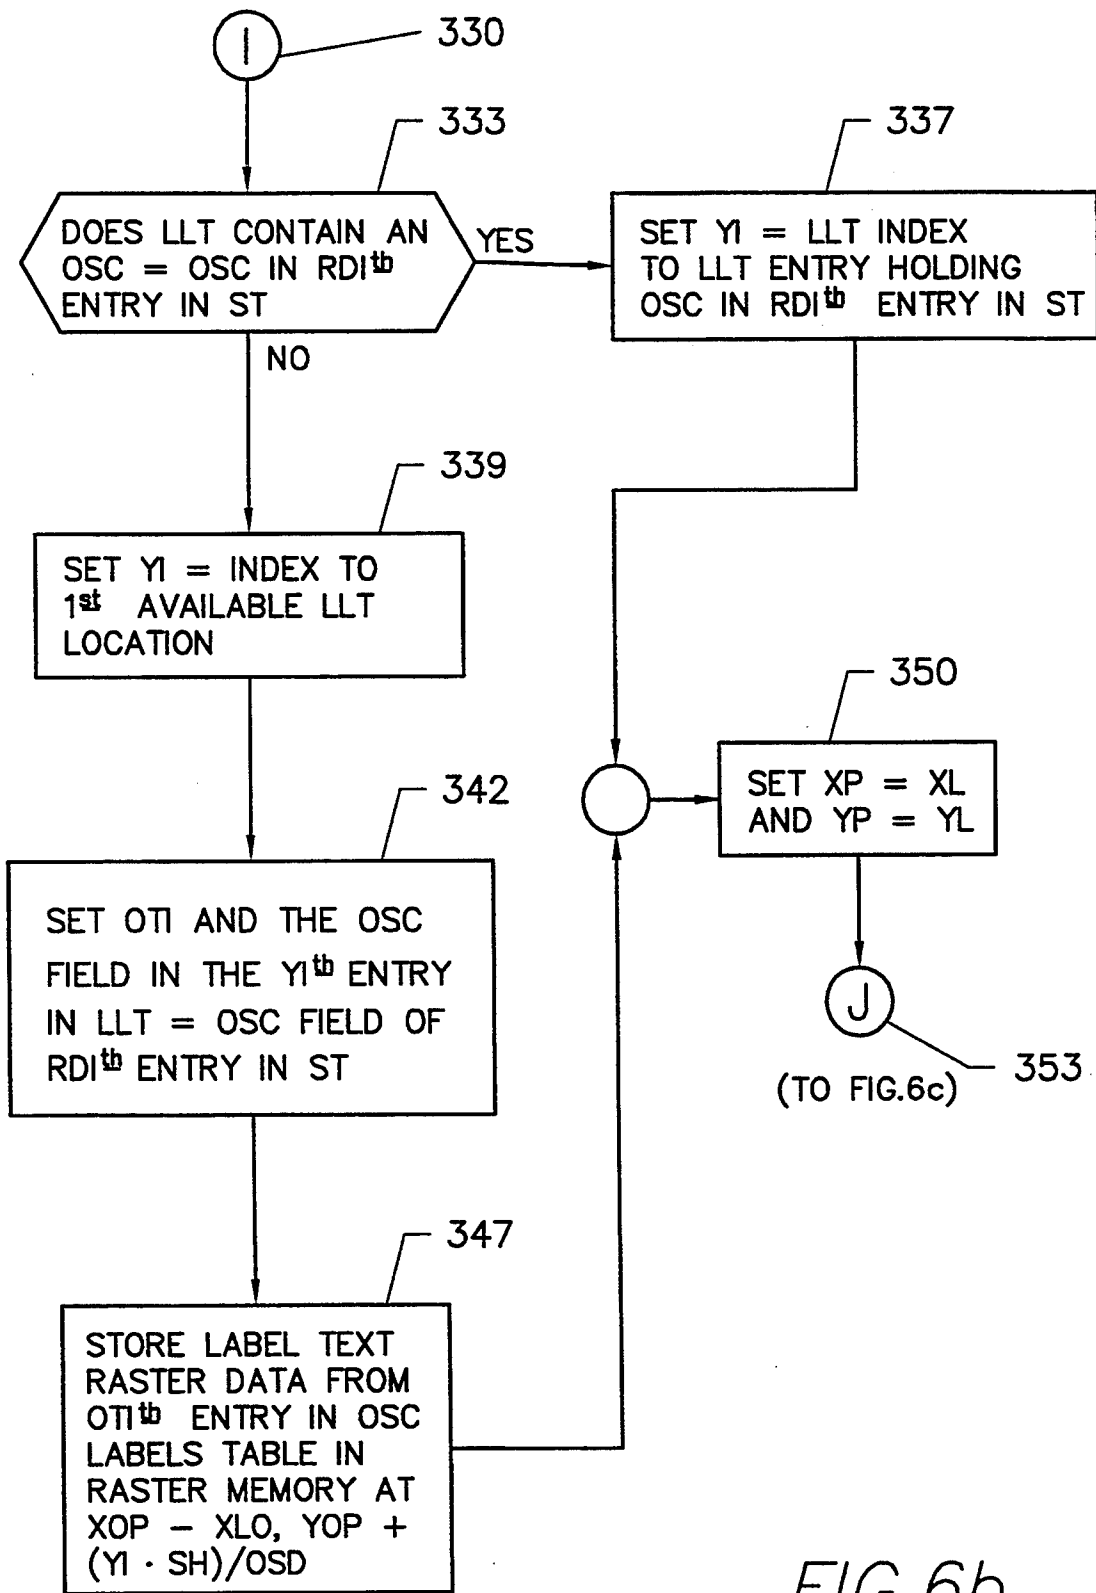 I
330
333
DOES LLT CONTAIN AN
OSC = OSC IN RDIth
ENTRY IN ST
YES
NO
337
SET YI = LLT INDEX
TO LLT ENTRY HOLDING
OSC IN RDIth ENTRY IN ST
339
SET YI = INDEX TO
1st AVAILABLE LLT
LOCATION
342
SET OTI AND THE OSC
FIELD IN THE YIth ENTRY
IN LLT = OSC FIELD OF
RDIth ENTRY IN ST
350
SET XP = XL
AND YP = YL
J
353
(TO FIG.6c)
347
STORE LABEL TEXT
RASTER DATA FROM
OTIth ENTRY IN OSC
LABELS TABLE IN
RASTER MEMORY AT
XOP - XLO, YOP +
(YI · SH)/OSD
FIG.6b